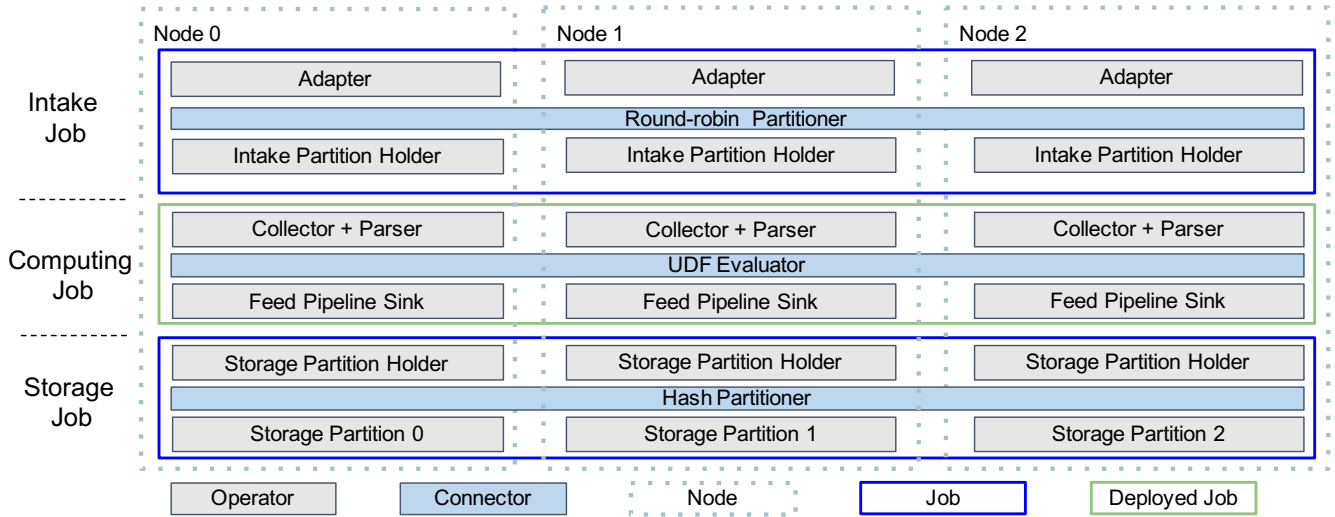 Node 0
Node 1
Node 2
Intake
Job
Adapter
Adapter
Adapter
Round-robin Partitioner
Intake Partition Holder
Intake Partition Holder
Intake Partition Holder
Computing
Job
Collector + Parser
Collector + Parser
Collector + Parser
UDF Evaluator
Feed Pipeline Sink
Feed Pipeline Sink
Feed Pipeline Sink
Storage
Job
Storage Partition Holder
Storage Partition Holder
Storage Partition Holder
Hash Partitioner
Storage Partition 0
Storage Partition 1
Storage Partition 2
Operator
Connector
Node
Job
Deployed Job